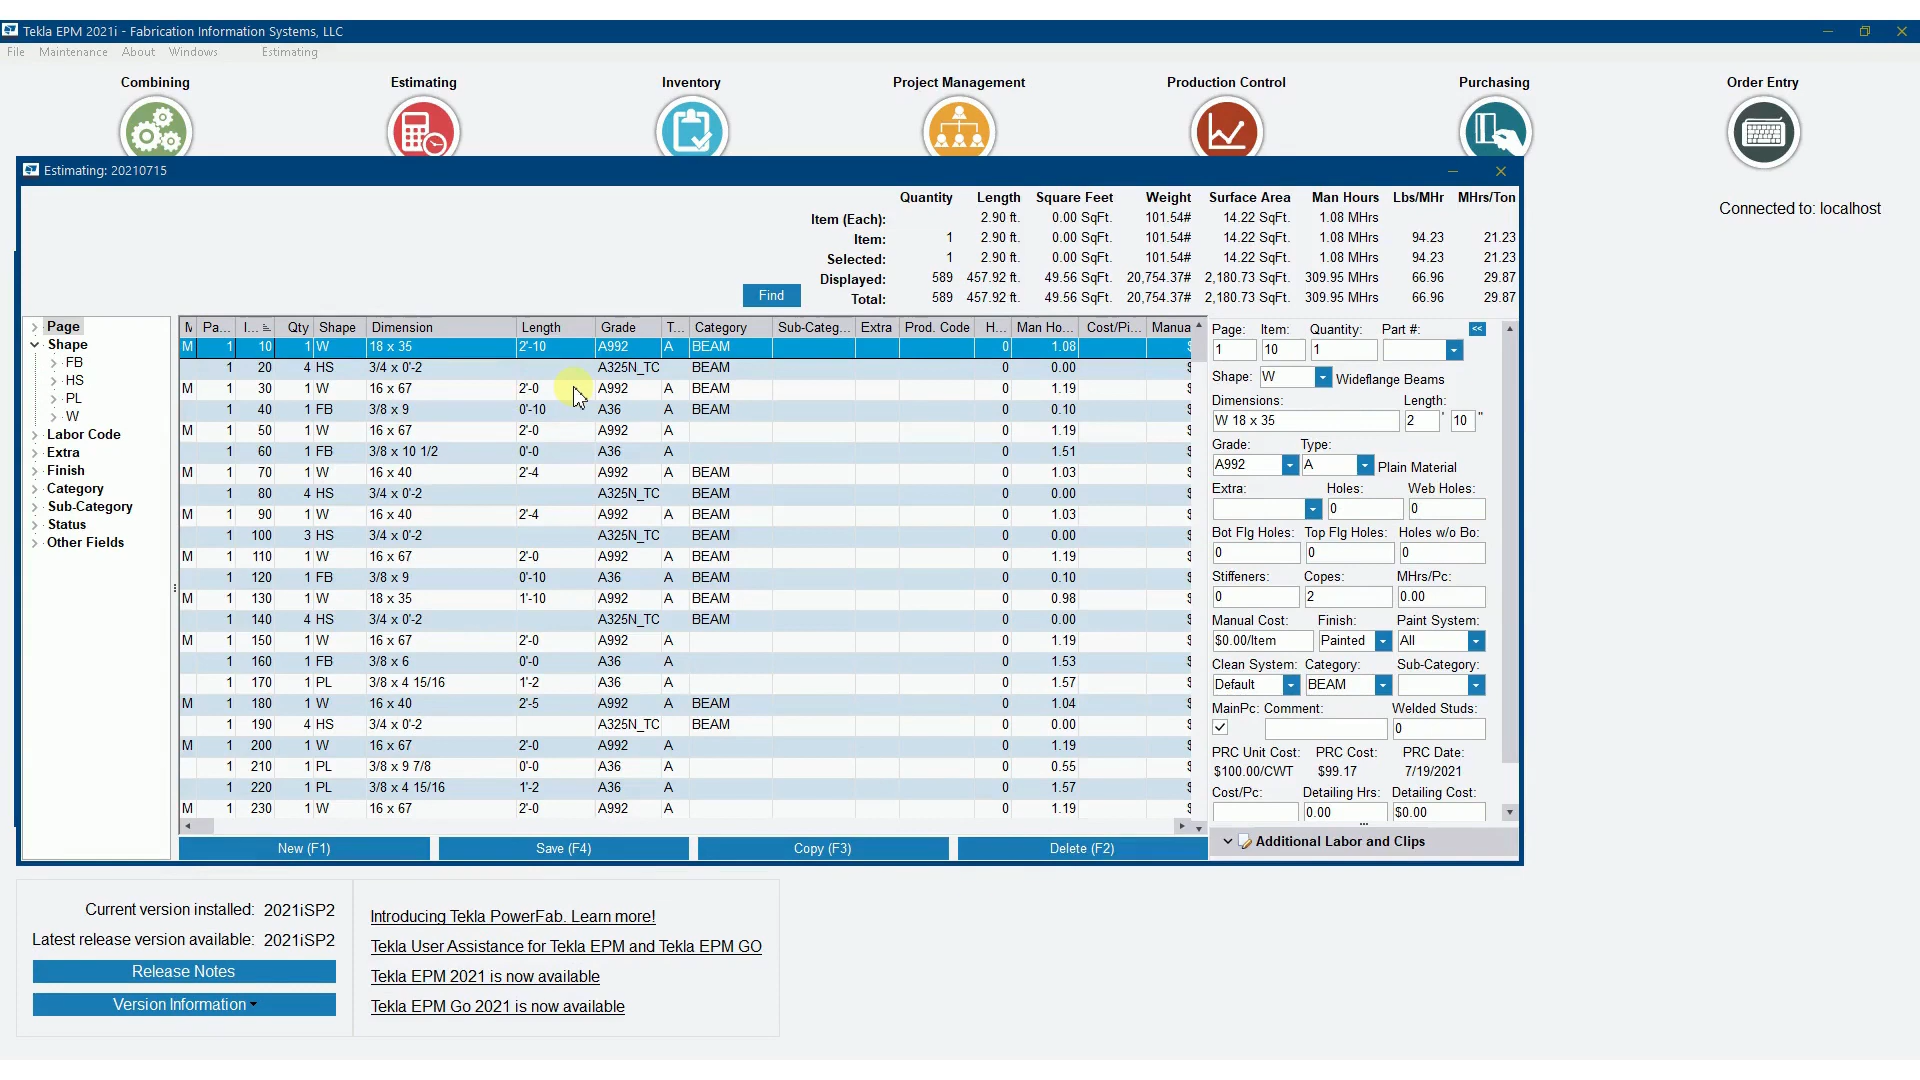 Tekla EPM 2021i - Fabrication Information Systems, LLC
File Maintenance About Windows Estimating
Combining Estimating Inventory Project Management Production Control Purchasing Order Entry
Estimating: 20210715
Connected to: localhost
Quantity Length Square Feet Weight Surface Area Man Hours Lbs/MHr MHrs/Ton
Item (Each): 2.90 ft. 0.00 SqFt. 101.54# 14.22 SqFt. 1.08 MHrs
Item: 1 2.90 ft. 0.00 SqFt. 101.54# 14.22 SqFt. 1.08 MHrs 94.23 21.23
Selected: 1 2.90 ft. 0.00 SqFt. 101.54# 14.22 SqFt. 1.08 MHrs 94.23 21.23
Displayed: 589 457.92 ft. 49.56 SqFt. 20,754.37# 2,180.73 SqFt. 309.95 MHrs 66.96 29.87
Find Total: 589 457.92 ft. 49.56 SqFt. 20,754.37# 2,180.73 SqFt. 309.95 MHrs 66.96 29.87
Page
Shape
FB
HS
PL
W
Labor Code
Extra
Finish
Category
Sub-Category
Status
Other Fields
M Pa... I... Qty Shape Dimension Length Grade T... Category Sub-Categ... Extra Prod. Code H... Man Ho... Cost/Pi... Manua
M 1 10 1 W 18 x 35 2'-10 A992 A BEAM 0 1.08 $
1 20 4 HS 3/4 x 0'-2 A325N_TC BEAM 0 0.00 $
M 1 30 1 W 16 x 67 2'-0 A992 A BEAM 0 1.19 $
1 40 1 FB 3/8 x 9 0'-10 A36 A BEAM 0 0.10 $
M 1 50 1 W 16 x 67 2'-0 A992 A 0 1.19 $
1 60 1 FB 3/8 x 10 1/2 0'-0 A36 A 0 1.51 $
M 1 70 1 W 16 x 40 2'-4 A992 A BEAM 0 1.03 $
1 80 4 HS 3/4 x 0'-2 A325N_TC BEAM 0 0.00 $
M 1 90 1 W 16 x 40 2'-4 A992 A BEAM 0 1.03 $
1 100 3 HS 3/4 x 0'-2 A325N_TC BEAM 0 0.00 $
M 1 110 1 W 16 x 67 2'-0 A992 A BEAM 0 1.19 $
1 120 1 FB 3/8 x 9 0'-10 A36 A BEAM 0 0.10 $
M 1 130 1 W 18 x 35 1'-10 A992 A BEAM 0 0.98 $
1 140 4 HS 3/4 x 0'-2 A325N_TC BEAM 0 0.00 $
M 1 150 1 W 16 x 67 2'-0 A992 A 0 1.19 $
1 160 1 FB 3/8 x 6 0'-0 A36 A 0 1.53 $
1 170 1 PL 3/8 x 4 15/16 1'-2 A36 A 0 1.57 $
M 1 180 1 W 16 x 40 2'-5 A992 A BEAM 0 1.04 $
1 190 4 HS 3/4 x 0'-2 A325N_TC BEAM 0 0.00 $
M 1 200 1 W 16 x 67 2'-0 A992 A 0 1.19 $
1 210 1 PL 3/8 x 9 7/8 0'-0 A36 A 0 0.55 $
1 220 1 PL 3/8 x 4 15/16 1'-2 A36 A 0 1.57 $
M 1 230 1 W 16 x 67 2'-0 A992 A 0 1.19 $
New (F1) Save (F4) Copy (F3) Delete (F2)
Page: Item: Quantity: Part #: <<
1 10 1
Shape: W Wideflange Beams
Dimensions: Length:
W 18 x 35 2 ' 10 "
Grade: Type:
A992 A Plain Material
Extra: Holes: Web Holes:
0 0
Bot Flg Holes: Top Flg Holes: Holes w/o Bo:
0 0 0
Stiffeners: Copes: MHrs/Pc:
0 2 0.00
Manual Cost: Finish: Paint System:
$0.00/Item Painted All
Clean System: Category: Sub-Category:
Default BEAM
MainPc: Comment: Welded Studs:
0
PRC Unit Cost: PRC Cost: PRC Date:
$100.00/CWT $99.17 7/19/2021
Cost/Pc: Detailing Hrs: Detailing Cost:
0.00 $0.00
Additional Labor and Clips
Current version installed: 2021iSP2
Latest release version available: 2021iSP2
Release Notes
Version Information
Introducing Tekla PowerFab. Learn more!
Tekla User Assistance for Tekla EPM and Tekla EPM GO
Tekla EPM 2021 is now available
Tekla EPM Go 2021 is now available